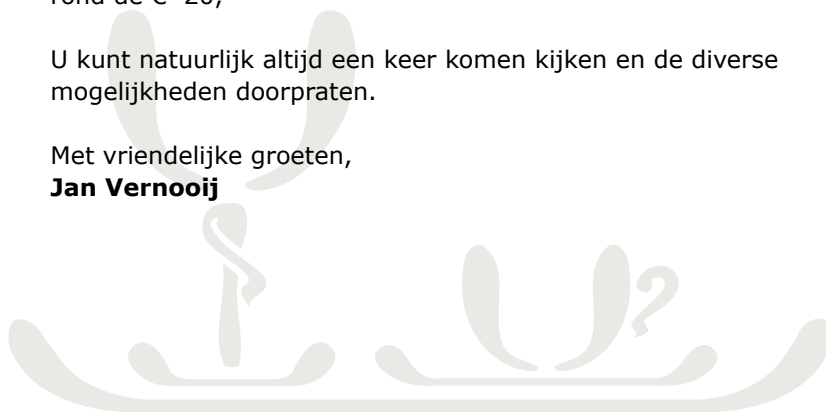 rond de € 20,
U kunt natuurlijk altijd een keer komen kijken en de diverse
mogelijkheden doorpraten.
Met vriendelijke groeten,
Jan Vernooij